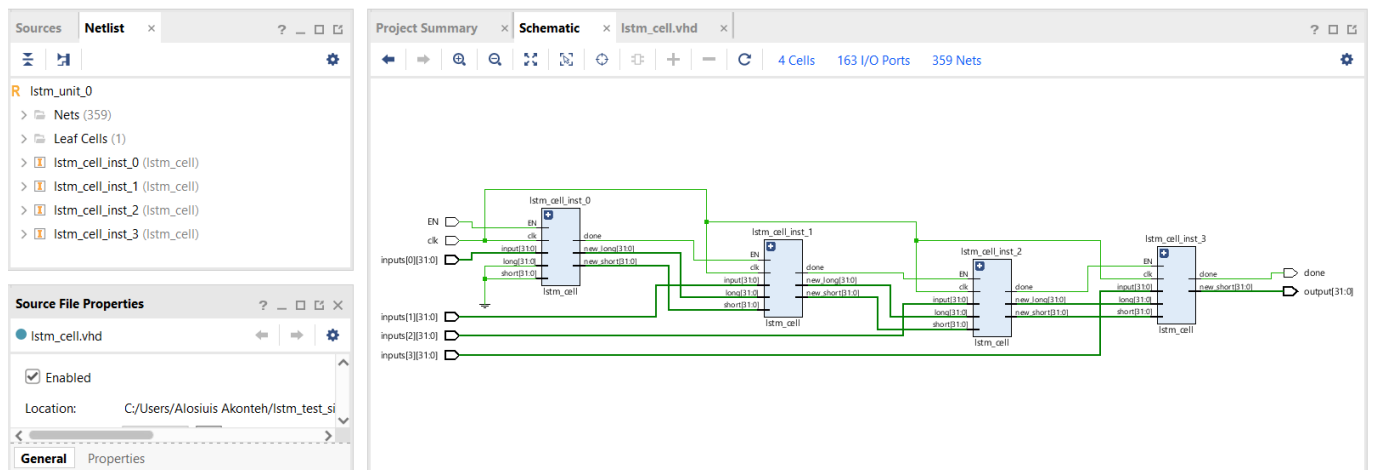 Sources Netlist × ? _
R lstm_unit_0
Nets (359)
Leaf Cells (1)
lstm_cell_inst_0 (lstm_cell)
lstm_cell_inst_1 (lstm_cell)
lstm_cell_inst_2 (lstm_cell)
lstm_cell_inst_3 (lstm_cell)
Source File Properties ? _ ×
lstm_cell.vhd
Enabled
Location: C:/Users/Alosiuis Akonteh/lstm_test_si
General Properties
Project Summary × Schematic × lstm_cell.vhd × ?
4 Cells 163 I/O Ports 359 Nets
EN
clk
inputs[0][31:0]
inputs[1][31:0]
inputs[2][31:0]
inputs[3][31:0]
lstm_cell_inst_0
EN
clk done
input[31:0] new_long[31:0]
long[31:0] new_short[31:0]
short[31:0]
lstm_cell
lstm_cell_inst_1
EN
clk done
input[31:0] new_long[31:0]
long[31:0] new_short[31:0]
short[31:0]
lstm_cell
lstm_cell_inst_2
EN
clk done
input[31:0] new_long[31:0]
long[31:0] new_short[31:0]
short[31:0]
lstm_cell
lstm_cell_inst_3
EN
clk done
input[31:0] new_short[31:0]
long[31:0]
short[31:0]
lstm_cell
done
output[31:0]